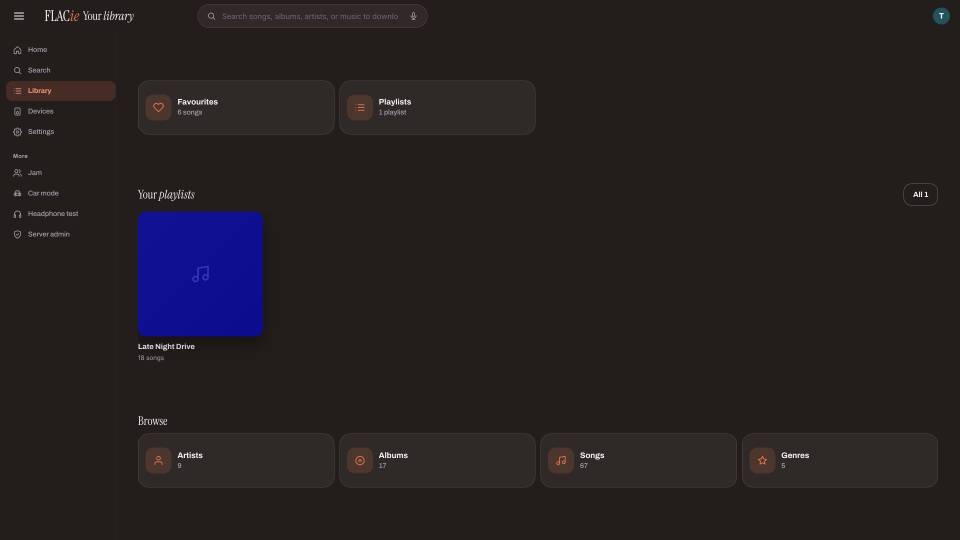 FLACie Your library
Search songs, albums, artists, or music to downlo
T
Home
Search
Library
Devices
Settings
More
Jam
Car mode
Headphone test
Server admin
Favourites
6 songs
Playlists
1 playlist
Your playlists
All 1
Late Night Drive
18 songs
Browse
Artists
9
Albums
17
Songs
67
Genres
5